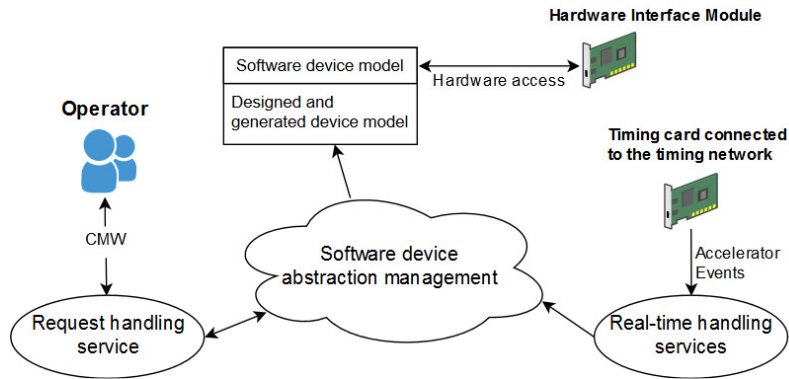 Hardware Interface Module
Software device model
Hardware access
Designed and
generated device model
Operator
Timing card connected
to the timing network
CMW
Software device
abstraction management
Accelerator
Events
Request handling
service
Real-time handling
services